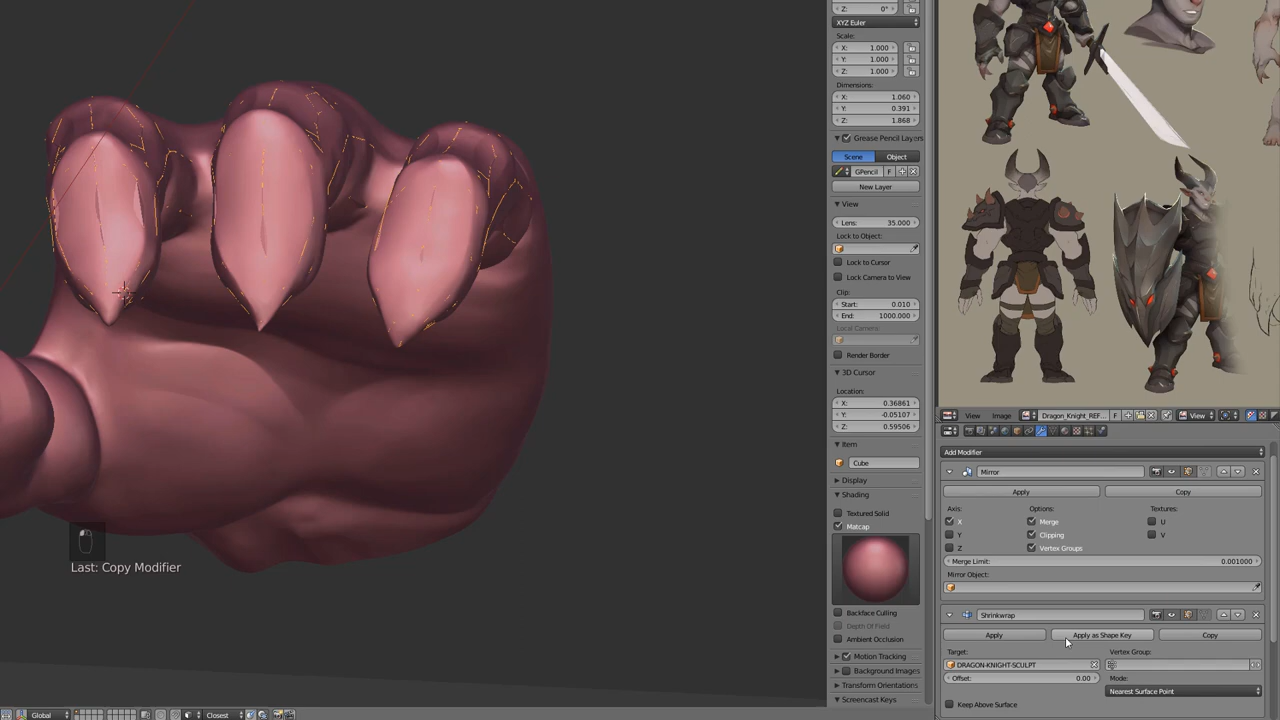 Z: 0°
XYZ Euler
Scale:
X: 1.000
Y: 1.000
Z: 1.000
Dimensions:
X: 1.060
Y: 0.391
Z: 1.868
Grease Pencil Layers
Scene Object
GPencil F
New Layer
View
Lens: 35.000
Lock to Object:
Lock to Cursor
Lock Camera to View
Clip:
Start: 0.010
End: 1000.000
Local Camera:
Render Border
3D Cursor
Location:
X: 0.36861
Y: -0.05107
Z: 0.59506
Item
Cube
Display
Shading
Textured Solid
Matcap
Backface Culling
Depth Of Field
Ambient Occlusion
Motion Tracking
Background Images
Transform Orientations
Screencast Keys
Last: Copy Modifier
Global
Closest
View Image Dragon_Knight_REF... F View
Add Modifier
Mirror
Apply Copy
Axis: Options: Textures:
X Merge U
Y Clipping V
Z Vertex Groups
Merge Limit: 0.001000
Mirror Object:
Shrinkwrap
Apply Apply as Shape Key Copy
Target: Vertex Group:
DRAGON-KNIGHT-SCULPT
Offset: 0.00 Mode:
Nearest Surface Point
Keep Above Surface